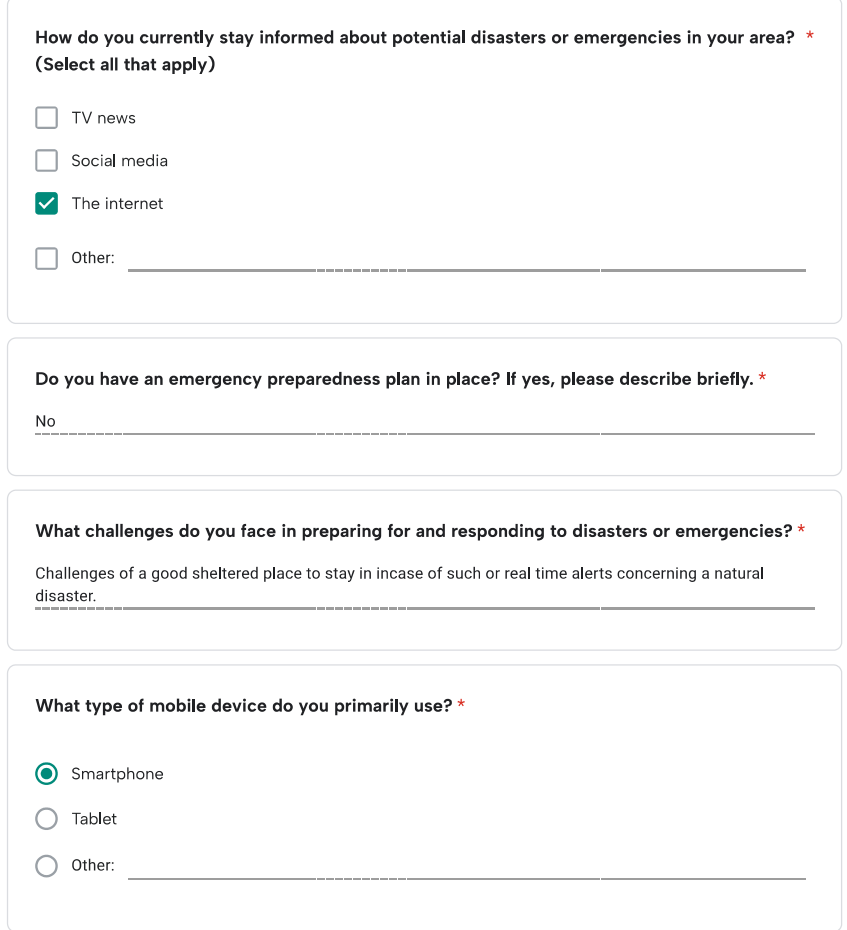 How do you currently stay informed about potential disasters or emergencies in your area? *
(Select all that apply)
TV news
Social media
The internet
Other:
Do you have an emergency preparedness plan in place? If yes, please describe briefly. *
No
What challenges do you face in preparing for and responding to disasters or emergencies? *
Challenges of a good sheltered place to stay in incase of such or real time alerts concerning a natural
disaster.
What type of mobile device do you primarily use? *
Smartphone
Tablet
Other: